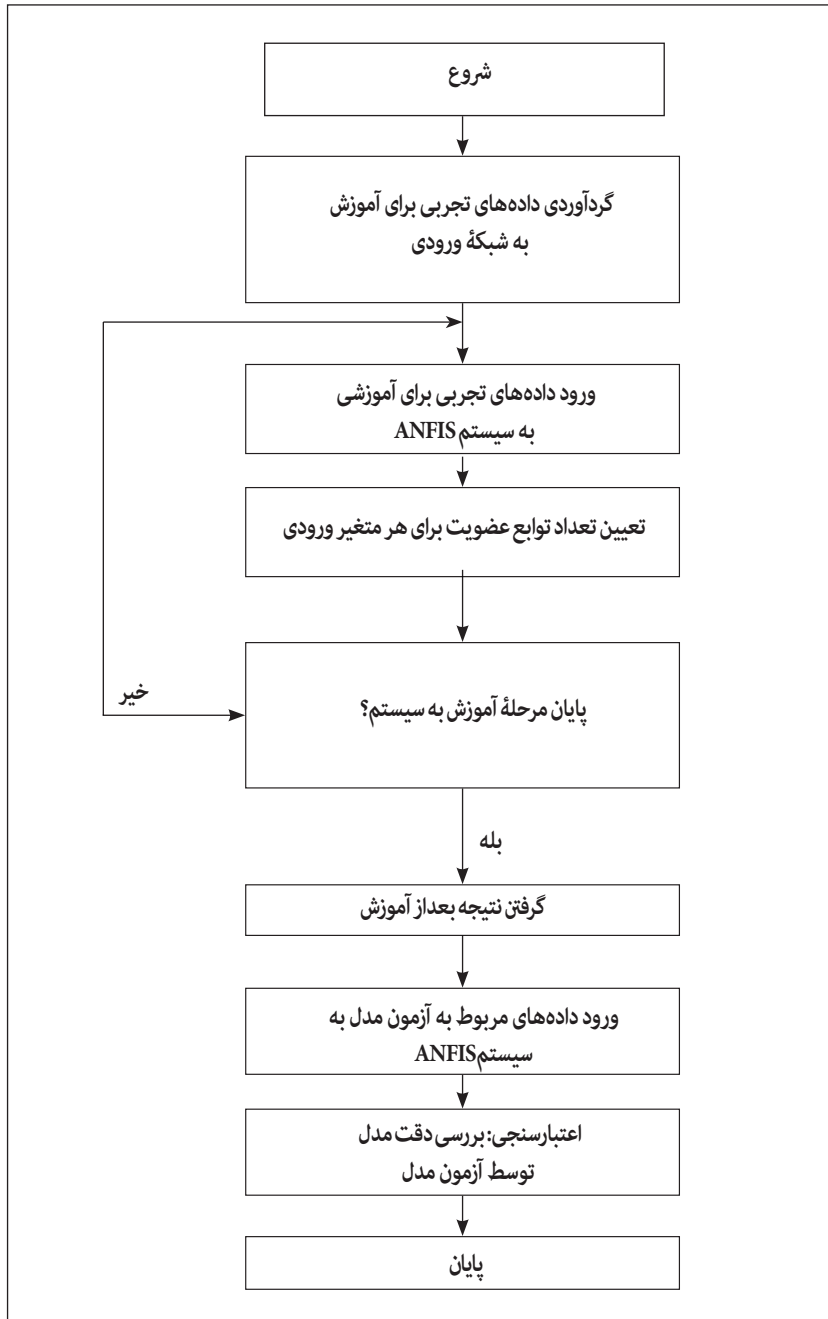 شروع
گردآوردی داده‌های تجربی برای آموزش
به شبکهٔ ورودی
ورود داده‌های تجربی برای آموزشی
به سیستم ANFIS
تعیین تعداد توابع عضویت برای هر متغیر ورودی
پایان مرحلهٔ آموزش به سیستم؟
خیر
بله
گرفتن نتیجه بعداز آموزش
ورود داده‌های مربوط به آزمون مدل به
سیستم ANFIS
اعتبارسنجی: بررسی دقت مدل
توسط آزمون مدل
پایان